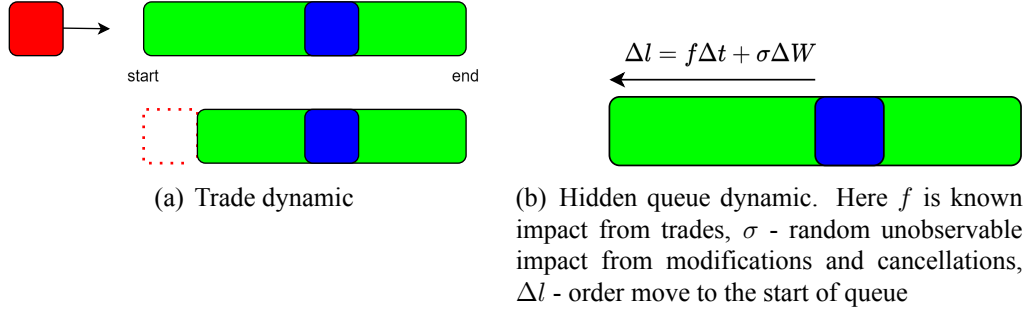 start
end
(a) Trade dynamic
Δl = fΔt + σΔW
(b) Hidden queue dynamic. Here f is known
impact from trades, σ - random unobservable
impact from modifications and cancellations,
Δl - order move to the start of queue